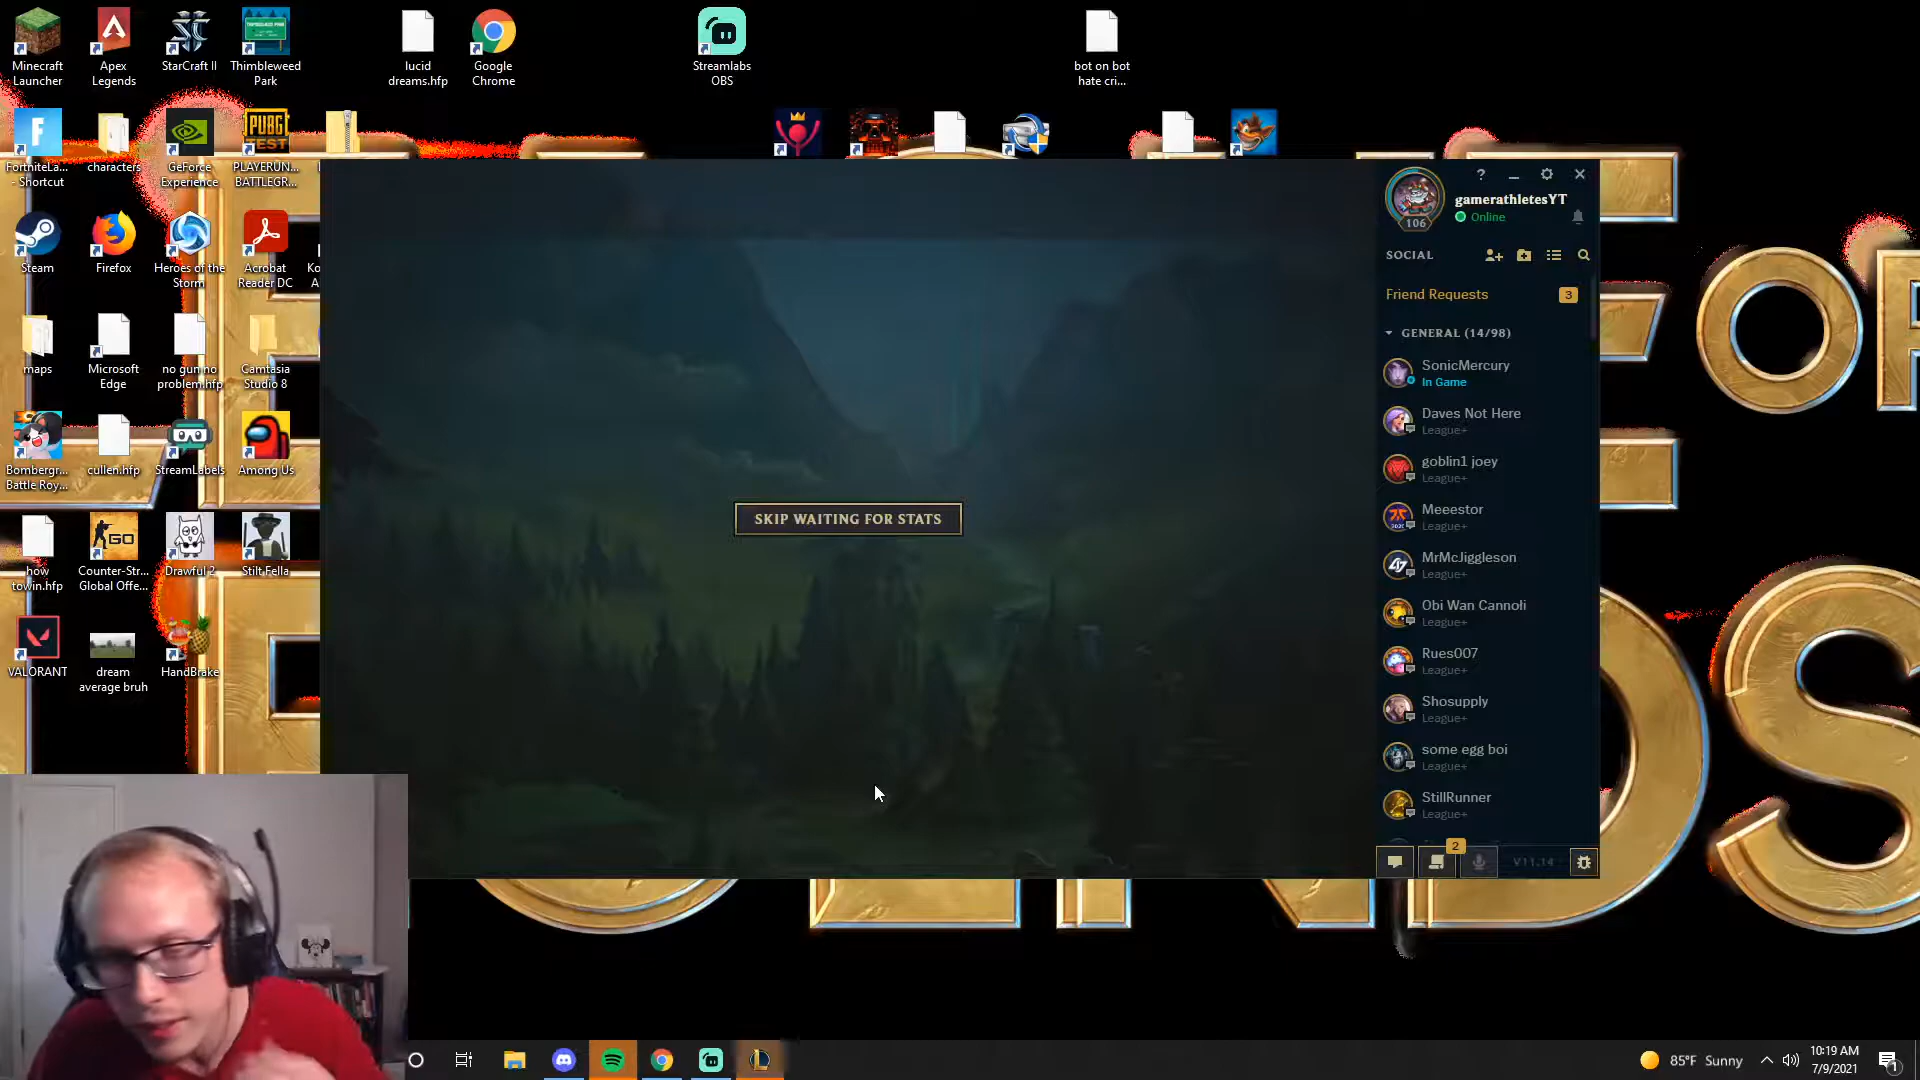 Minecraft
Launcher
Apex
Legends
StarCraft II
Thimbleweed
Park
lucid
dreams.hfp
Google
Chrome
Streamlabs
OBS
bot on bot
hate cri...
FortniteLa...
- Shortcut
characters
GeForce
Experience
PUBG
TEST
PLAYERUN...
BATTLEGR...
Steam
Firefox
Heroes of the
Storm
Acrobat
Reader DC
Ko
A
maps
Microsoft
Edge
no gun no
problem.hfp
Camtasia
Studio 8
Bombergr...
Battle Roy...
cullen.hfp
StreamLabels
Among Us
how
to win.hfp
GO
Counter-Str...
Global Offe...
Drawful 2
Stilt Fella
VALORANT
dream
average bruh
HandBrake
SKIP WAITING FOR STATS
?
106
gamerathletesYT
Online
SOCIAL
Friend Requests
3
GENERAL (14/98)
SonicMercury
In Game
Daves Not Here
League+
goblin1 joey
League+
Meeestor
League+
MrMcJiggleson
League+
Obi Wan Cannoli
League+
Rues007
League+
Shosupply
League+
some egg boi
League+
StillRunner
League+
2
V11.14
85°F Sunny
10:19 AM
7/9/2021
1